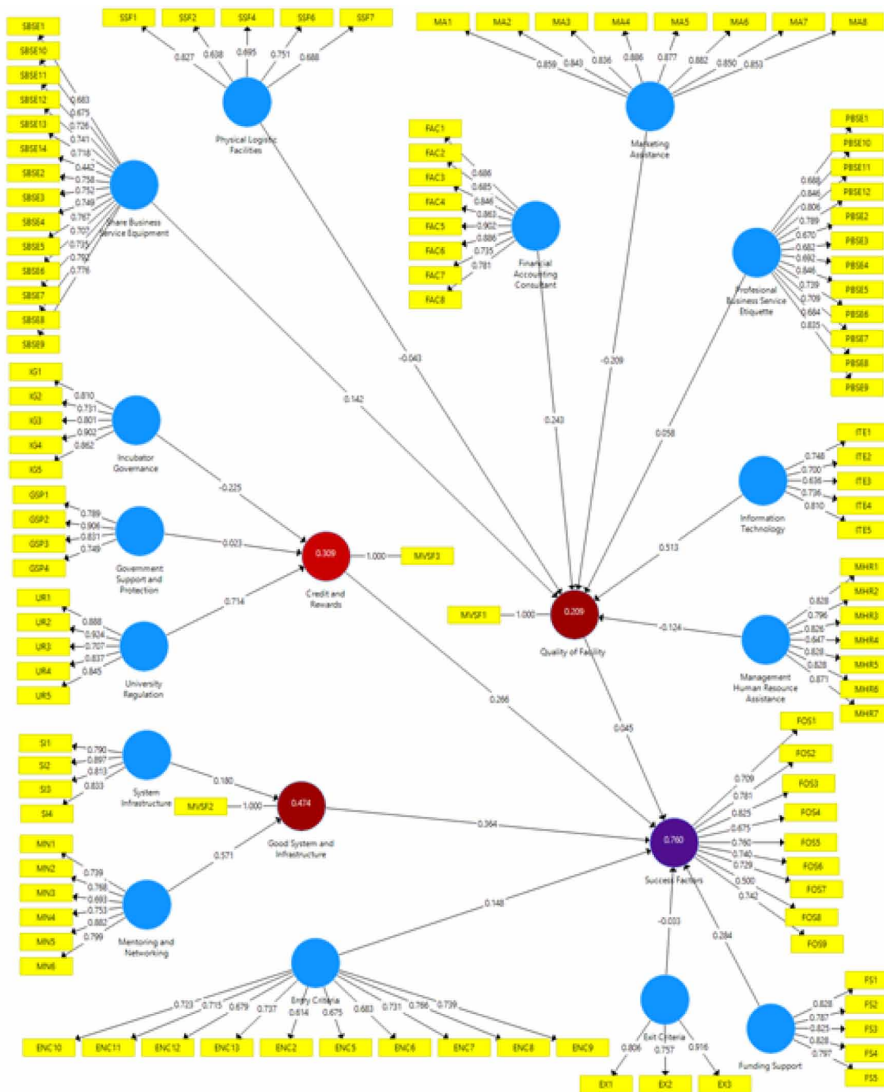 SSF1 SSF2 SSF4 SSF6 SSF7
0.827 0.638 0.695 0.751 0.688
Physical Logistic
Facilities
MA1 MA2 MA3 MA4 MA5 MA6 MA7 MA8
0.859 0.843 0.836 0.886 0.877 0.882 0.850 0.853
Marketing
Assistance
SBSE1
SBSE10
SBSE11
SBSE12
SBSE13
SBSE14
SBSE2
SBSE3
SBSE4
SBSE5
SBSE6
SBSE7
SBSE8
SBSE9
0.683
0.675
0.726
0.741
0.718
0.442
0.758
0.752
0.749
0.767
0.707
0.735
0.792
0.776
Share Business
Service Equipment
FAC1
FAC2
FAC3
FAC4
FAC5
FAC6
FAC7
FAC8
0.686
0.685
0.846
0.863
0.902
0.886
0.735
0.781
Financial
Accounting
Consultant
PBSE1
PBSE10
PBSE11
PBSE12
PBSE2
PBSE3
PBSE4
PBSE5
PBSE6
PBSE7
PBSE8
PBSE9
0.688
0.846
0.806
0.789
0.670
0.682
0.692
0.846
0.739
0.709
0.684
0.835
Profesional
Business Service
Etiquette
-0.043
-0.209
0.142
0.243
0.058
IG1
IG2
IG3
IG4
IG5
0.810
0.731
0.801
0.902
0.862
Incubator
Governance
-0.225
GSP1
GSP2
GSP3
GSP4
0.789
0.906
0.831
0.749
Government
Support and
Protection
0.023
UR1
UR2
UR3
UR4
UR5
0.888
0.924
0.707
0.837
0.845
University
Regulation
0.714
0.309
1.000
MVSF3
Credit and
Rewards
ITE1
ITE2
ITE3
ITE4
ITE5
0.748
0.700
0.636
0.736
0.810
Information
Technology
0.513
MVSF1
1.000
0.209
Quality of Facility
-0.124
MHR1
MHR2
MHR3
MHR4
MHR5
MHR6
MHR7
0.828
0.796
0.826
0.647
0.828
0.828
0.871
Management
Human Resource
Assistance
0.266
0.045
SI1
SI2
SI3
SI4
0.790
0.897
0.813
0.833
System
Infrastructure
0.180
MVSF2
1.000
0.474
Good System and
Infrastructure
0.364
MN1
MN2
MN3
MN4
MN5
MN6
0.739
0.768
0.693
0.753
0.882
0.799
Mentoring and
Networking
0.571
FOS1
FOS2
FOS3
FOS4
FOS5
FOS6
FOS7
FOS8
FOS9
0.709
0.781
0.825
0.675
0.760
0.740
0.729
0.500
0.742
0.760
Success Factors
0.148
-0.033
0.284
Entry Criteria
0.723 0.715 0.679 0.737 0.614 0.675 0.683 0.731 0.766 0.739
ENC10 ENC11 ENC12 ENC13 ENC2 ENC5 ENC6 ENC7 ENC8 ENC9
Exit Criteria
0.806 0.757 0.916
EX1 EX2 EX3
FS1
FS2
FS3
FS4
FS5
0.828
0.787
0.825
0.828
0.797
Funding Support